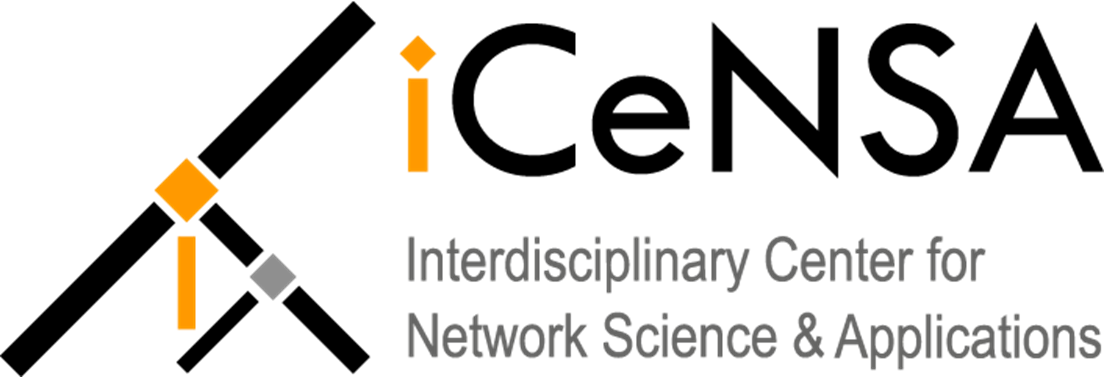 iCeNSA
Interdisciplinary Center for
Network Science & Applications